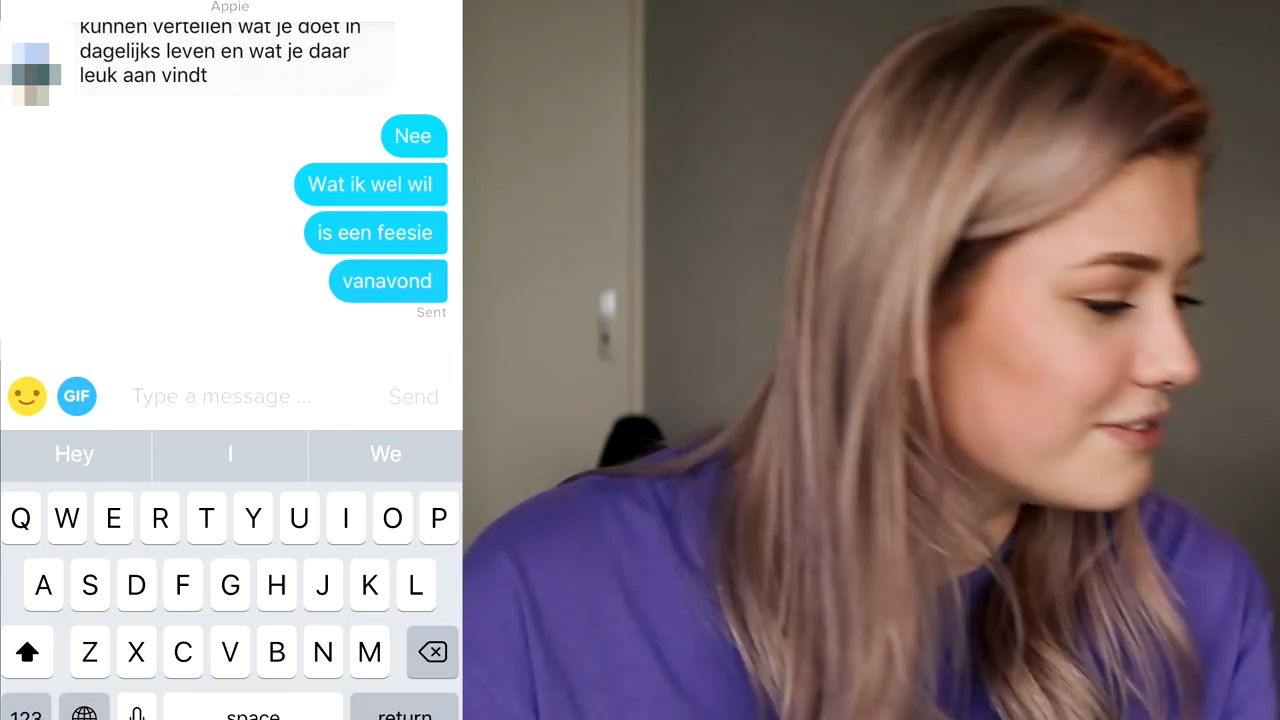 Appie
kunnen vertellen wat je doet in
dagelijks leven en wat je daar
leuk aan vindt
Nee
Wat ik wel wil
is een feesie
vanavond
Sent
GIF
Type a message ...
Send
Hey
I
We
Q W E R T Y U I O P
A S D F G H J K L
Z X C V B N M
123
space
return